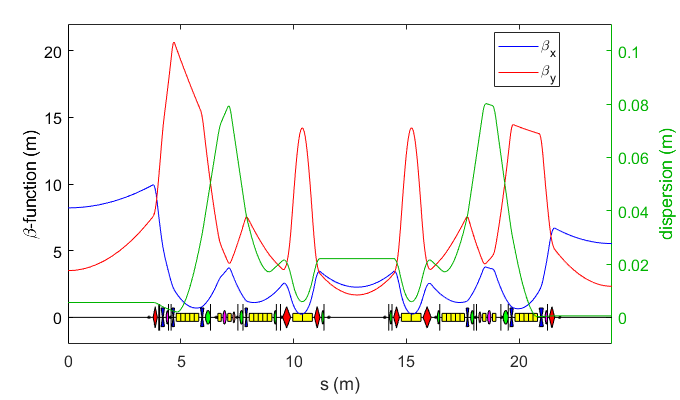 β_x
β_y
20
15
10
5
0
0.1
0.08
0.06
0.04
0.02
0
β-function (m)
dispersion (m)
0 5 10 15 20
s (m)